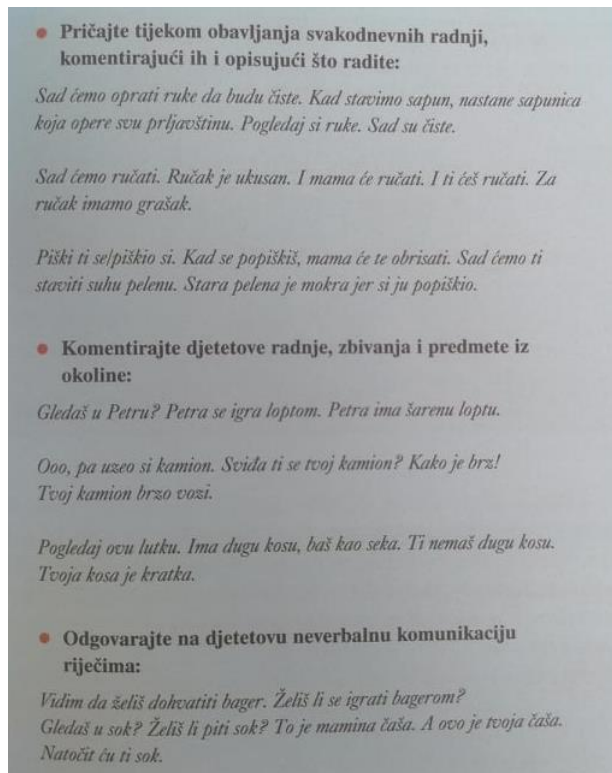 • Pričajte tijekom obavljanja svakodnevnih radnji,
komentirajući ih i opisujući što radite:
Sad ćemo oprati ruke da budu čiste. Kad stavimo sapun, nastane sapunica
koja opere svu prljavštinu. Pogledaj si ruke. Sad su čiste.
Sad ćemo ručati. Ručak je ukusan. I mama će ručati. I ti ćeš ručati. Za
ručak imamo grašak.
Piški ti se/piškio si. Kad se popiškiš, mama će te obrisati. Sad ćemo ti
staviti suhu pelenu. Stara pelena je mokra jer si ju popiškio.
• Komentirajte djetetove radnje, zbivanja i predmete iz
okoline:
Gledaš u Petru? Petra se igra loptom. Petra ima šarenu loptu.
Ooo, pa uzeo si kamion. Sviđa ti se tvoj kamion? Kako je brz!
Tvoj kamion brzo vozi.
Pogledaj ovu lutku. Ima dugu kosu, baš kao seka. Ti nemaš dugu kosu.
Tvoja kosa je kratka.
• Odgovarajte na djetetovu neverbalnu komunikaciju
riječima:
Vidim da želiš dohvatiti bager. Želiš li se igrati bagerom?
Gledaš u sok? Želiš li piti sok? To je mamina čaša. A ovo je tvoja čaša.
Natočit ću ti sok.